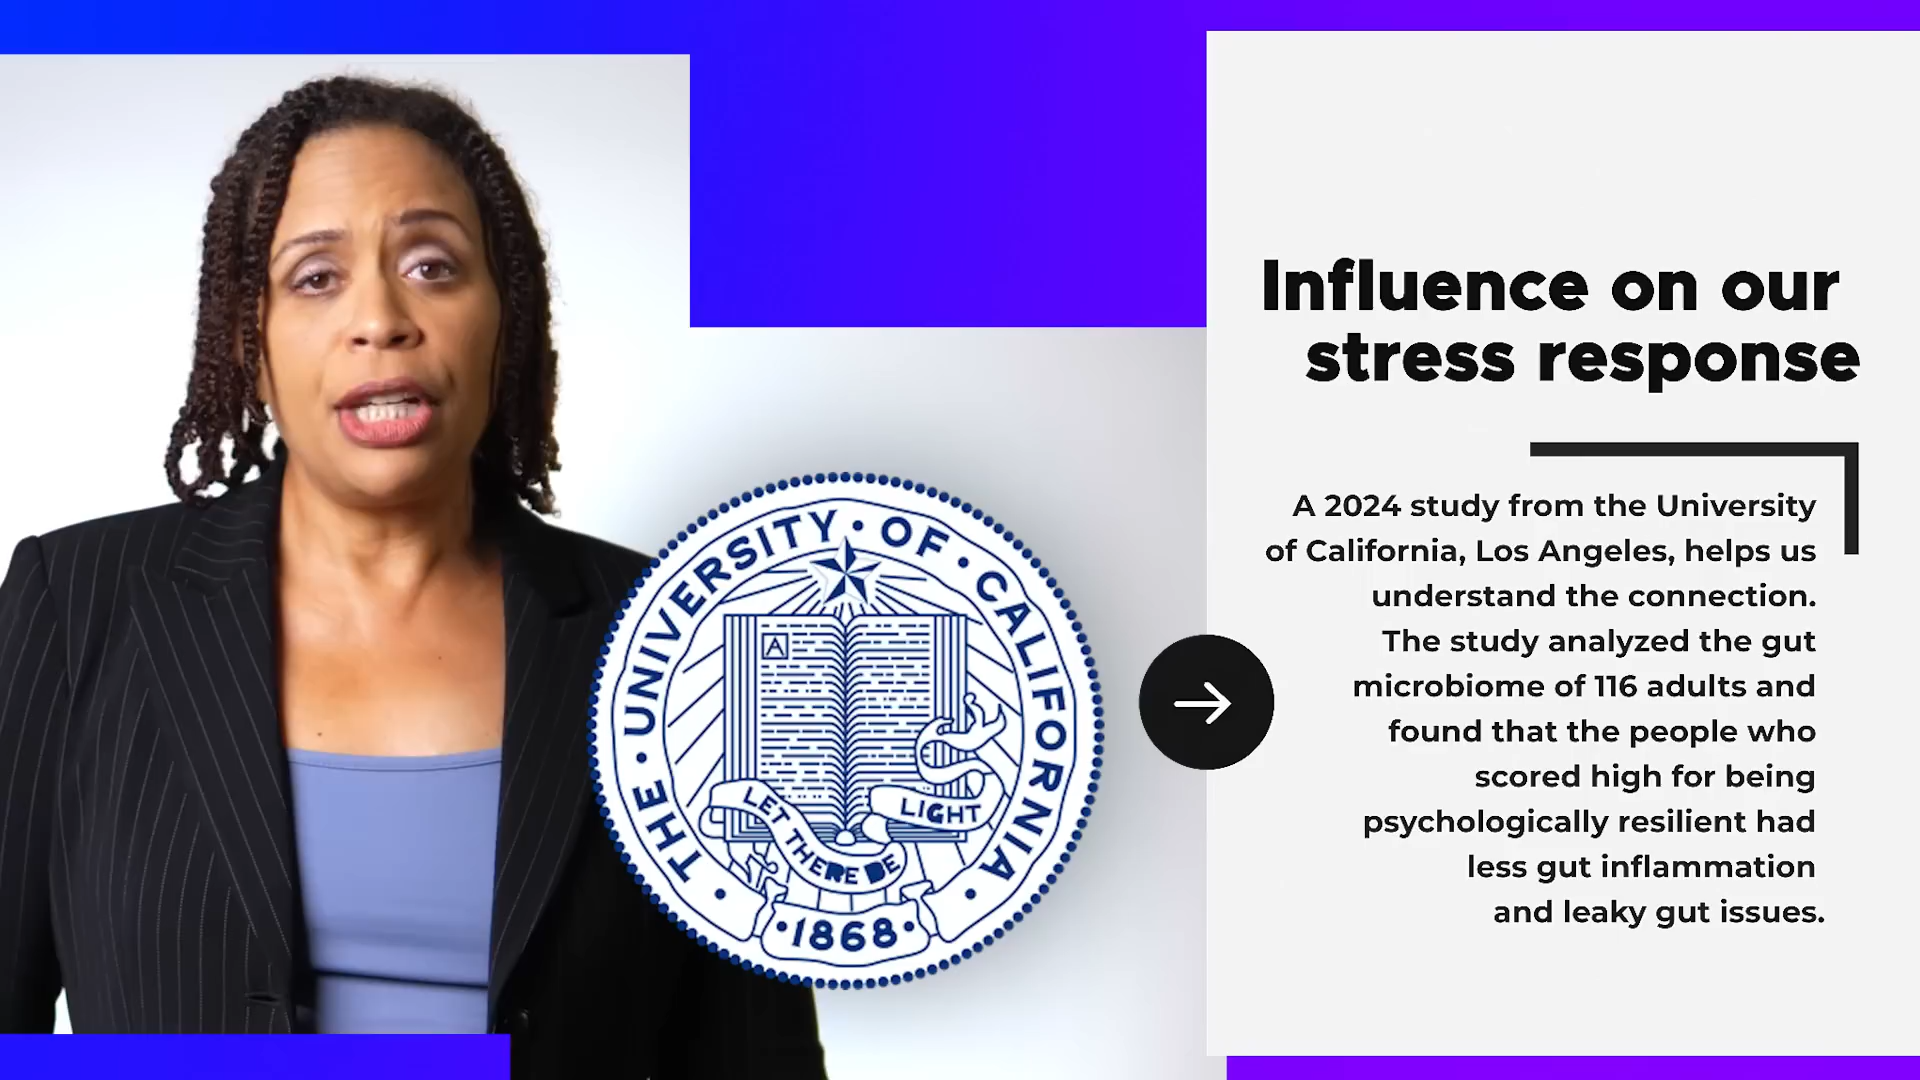 Influence on our
stress response
A 2024 study from the University
of California, Los Angeles, helps us
understand the connection.
The study analyzed the gut
microbiome of 116 adults and
found that the people who
scored high for being
psychologically resilient had
less gut inflammation
and leaky gut issues.
·THE·UNIVERSITY·OF·CALIFORNIA·
A
LET THERE BE
LIGHT
·1868·